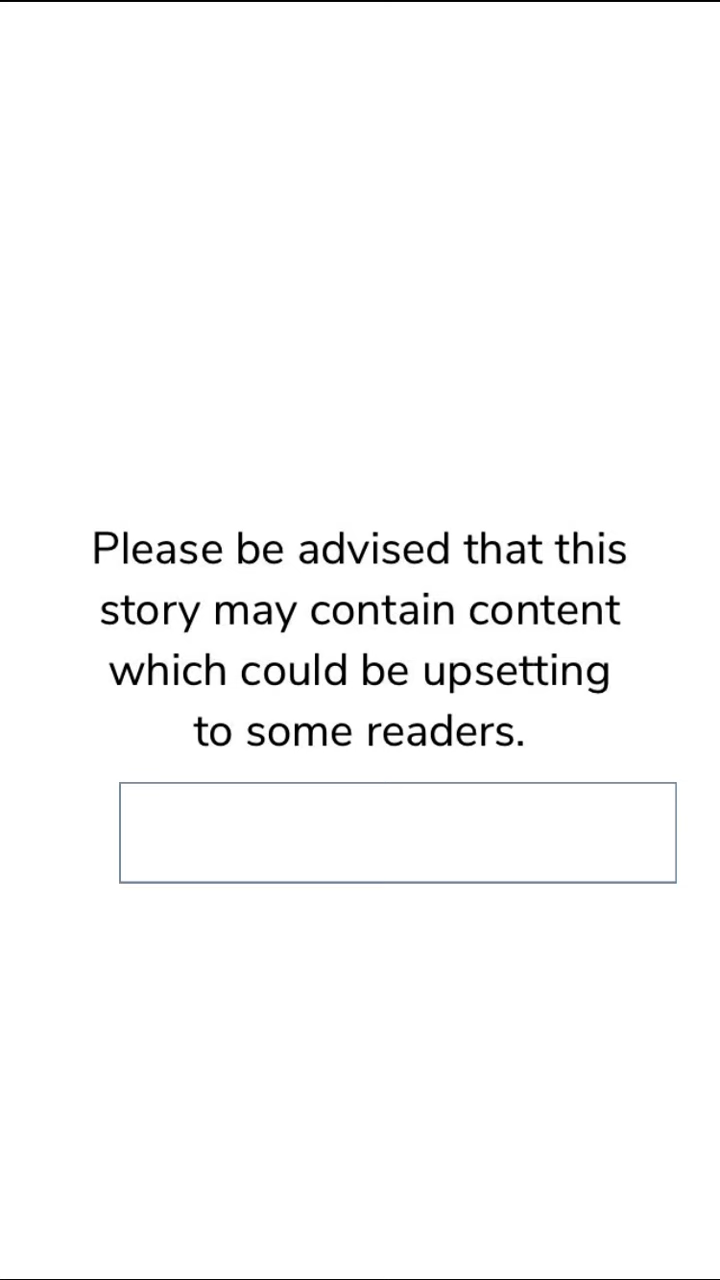 Please be advised that this
story may contain content
which could be upsetting
to some readers.